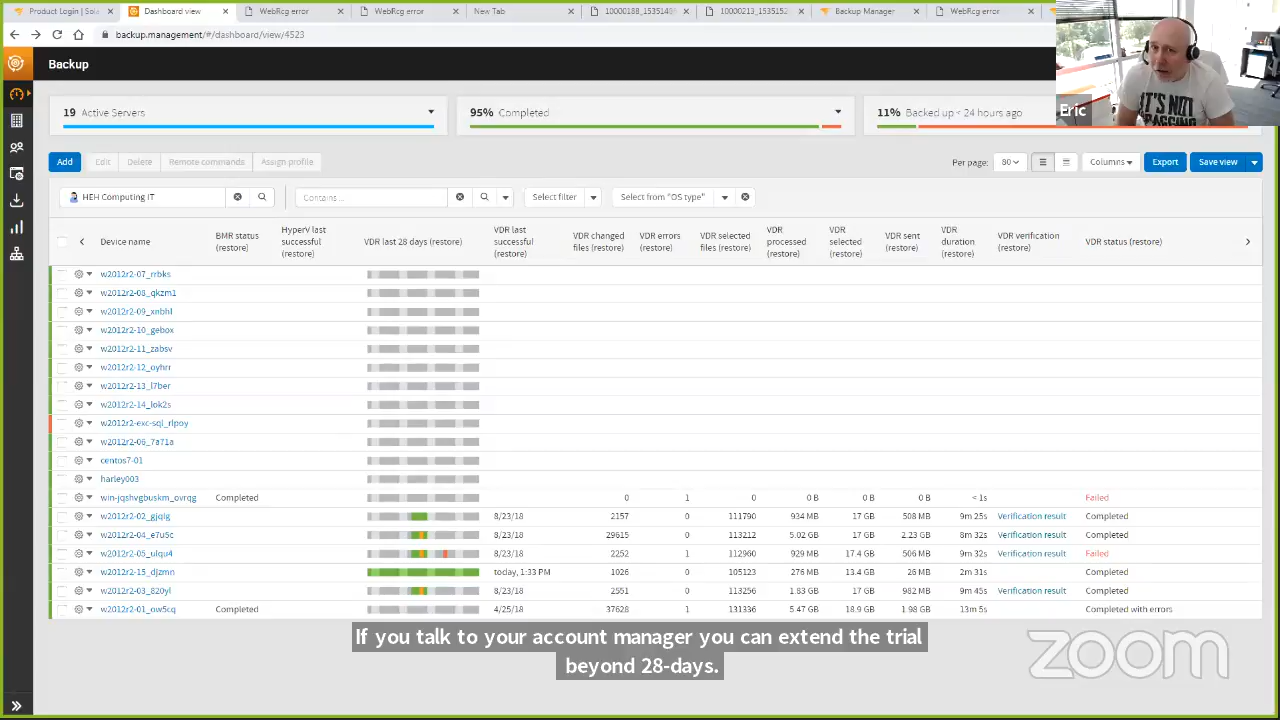 Product Login | Sola
Dashboard view
WebRcg error
WebRcg error
New Tab
Backup Manager
WebRcg error
backup.management/#/dashboard/view/4523
Backup
19 Active Servers
95% Completed
11% Backed up < 24 hours ago
IT'S NOT
Eric
Add Edit Delete Remote commands Assign profile
Per page: 80 Columns Export Save view
HEH Computing IT Contains ... Select filter Select from "OS type"
Device name
BMR status (restore)
HyperV last successful (restore)
VDR last 28 days (restore)
VDR last successful (restore)
VDR changed files (restore)
VDR errors (restore)
VDR selected files (restore)
VDR processed (restore)
VDR selected (restore)
VDR sent (restore)
VDR duration (restore)
VDR verification (restore)
VDR status (restore)
w2012r2-07_rrbks
w2012r2-08_qkzm1
w2012r2-09_xnbhl
w2012r2-10_gebox
w2012r2-11_zabsv
w2012r2-12_oyhrr
w2012r2-13_l7ber
w2012r2-14_lok2s
w2012r2-exc-sql_rlpoy
w2012r2-06_7a71a
centos7-01
harley003
win-jqshvgbuskm_ovrqg Completed 0 1 0 0 B 0 B 0 B < 1s Failed
w2012r2-02_gjqlg 8/23/18 2157 0 111790 934 MB 17 GB 508 MB 9m 25s Verification result Completed
w2012r2-04_e7u5c 8/23/18 29615 0 113212 5.02 GB 17 GB 2.23 GB 8m 32s Verification result Completed
w2012r2-05_ulqu4 8/23/18 2252 0 112960 929 MB 17.4 GB 506 MB 9m 32s Verification result Failed
w2012r2-15_djzmn today, 1:33 PM 1026 0 105123 276 MB 13.4 GB 26 MB 2m 31s Completed
w2012r2-03_820yl 8/23/18 2551 0 113256 1.83 GB 17 GB 982 MB 9m 45s Verification result Completed
w2012r2-01_ow5cq Completed 4/25/18 37628 1 131336 5.47 GB 18.9 GB 1.98 GB 13m 5s Completed with errors
If you talk to your account manager you can extend the trial
beyond 28-days.
zoom